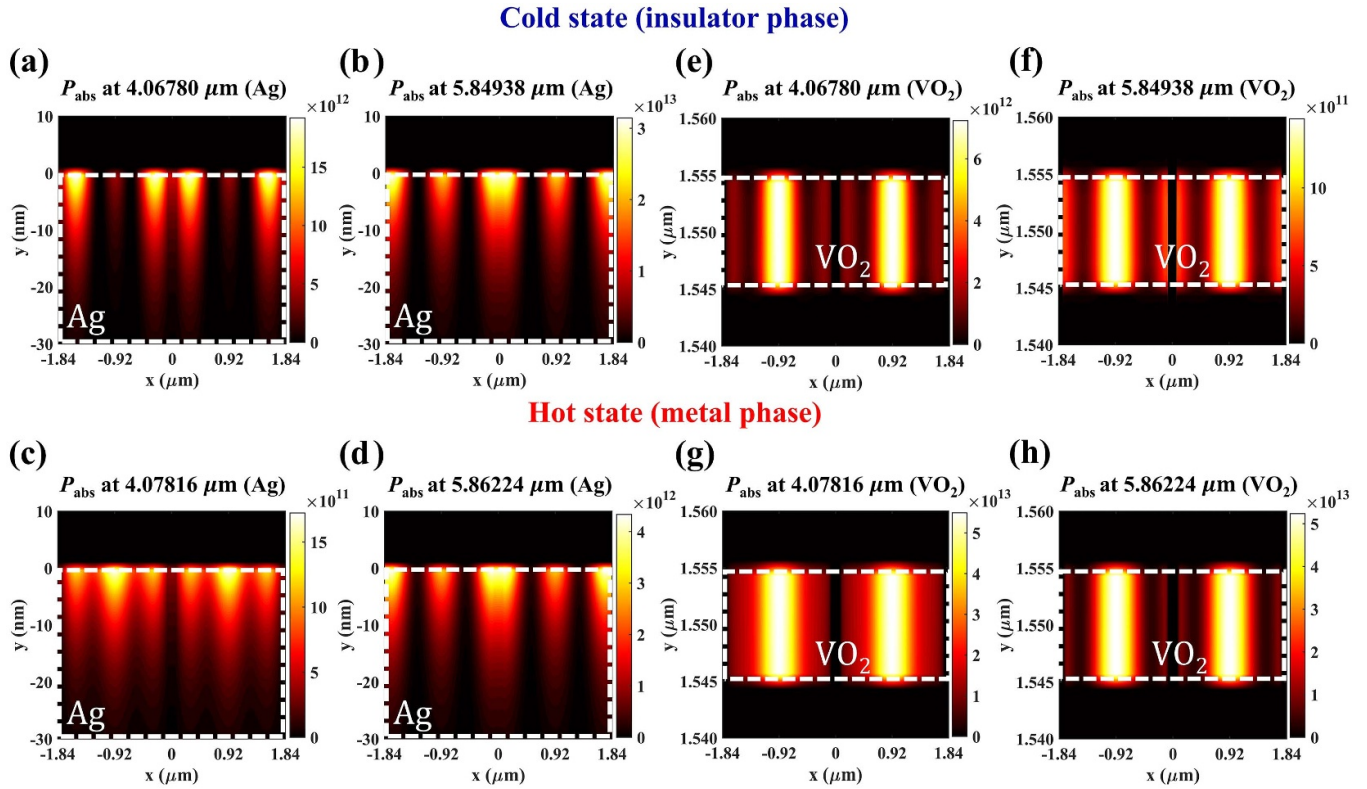 Cold state (insulator phase)
(a)
P_abs at 4.06780 μm (Ag)
×10^12
10
0
-10
-20
-30
y (nm)
Ag
-1.84 -0.92 0 0.92 1.84
x (μm)
15
10
5
0
(b)
P_abs at 5.84938 μm (Ag)
×10^13
10
0
-10
-20
-30
y (nm)
Ag
-1.84 -0.92 0 0.92 1.84
x (μm)
3
2
1
0
(e)
P_abs at 4.06780 μm (VO₂)
×10^12
1.560
1.555
1.550
1.545
1.540
y (μm)
VO₂
-1.84 -0.92 0 0.92 1.84
x (μm)
6
4
2
0
(f)
P_abs at 5.84938 μm (VO₂)
×10^11
1.560
1.555
1.550
1.545
1.540
y (μm)
VO₂
-1.84 -0.92 0 0.92 1.84
x (μm)
10
5
0
Hot state (metal phase)
(c)
P_abs at 4.07816 μm (Ag)
×10^11
10
0
-10
-20
-30
y (nm)
Ag
-1.84 -0.92 0 0.92 1.84
x (μm)
15
10
5
0
(d)
P_abs at 5.86224 μm (Ag)
×10^12
10
0
-10
-20
-30
y (nm)
Ag
-1.84 -0.92 0 0.92 1.84
x (μm)
4
3
2
1
0
(g)
P_abs at 4.07816 μm (VO₂)
×10^13
1.560
1.555
1.550
1.545
1.540
y (μm)
VO₂
-1.84 -0.92 0 0.92 1.84
x (μm)
5
4
3
2
1
0
(h)
P_abs at 5.86224 μm (VO₂)
×10^13
1.560
1.555
1.550
1.545
1.540
y (μm)
VO₂
-1.84 -0.92 0 0.92 1.84
x (μm)
5
4
3
2
1
0